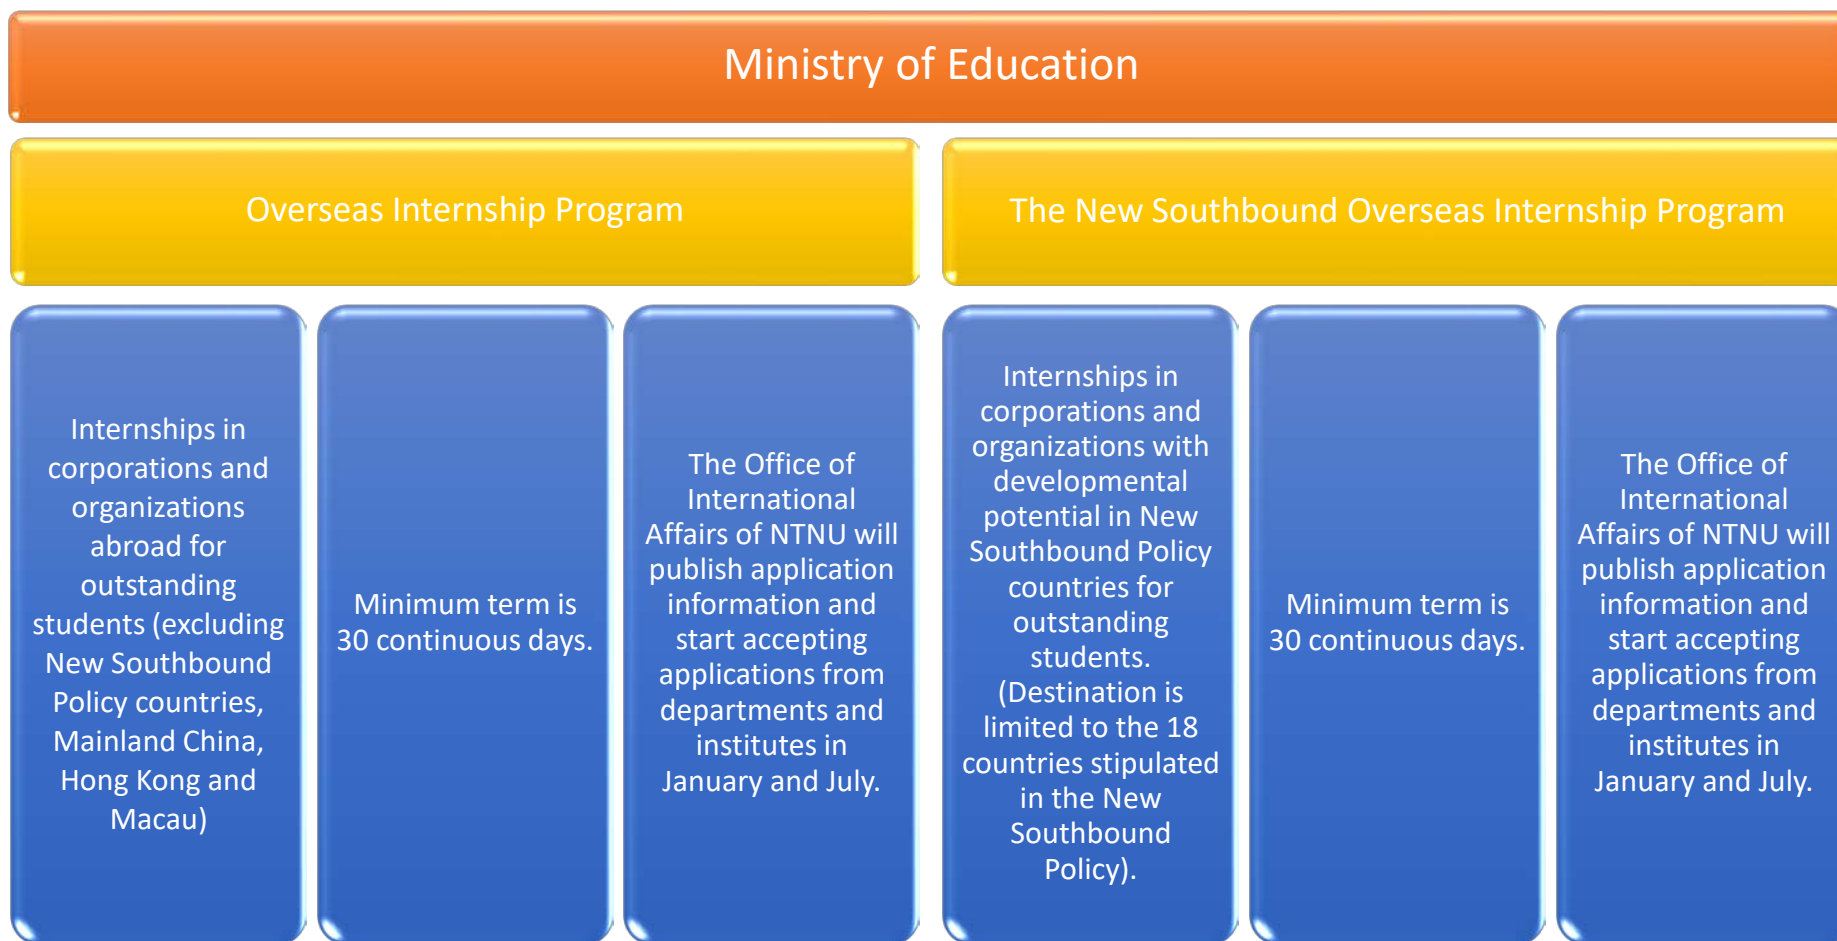 Ministry of Education
Overseas Internship Program
The New Southbound Overseas Internship Program
Internships in
corporations and
organizations
abroad for
outstanding
students (excluding
New Southbound
Policy countries,
Mainland China,
Hong Kong and
Macau)
Minimum term is
30 continuous days.
The Office of
International
Affairs of NTNU will
publish application
information and
start accepting
applications from
departments and
institutes in
January and July.
Internships in
corporations and
organizations with
developmental
potential in New
Southbound Policy
countries for
outstanding
students.
(Destination is
limited to the 18
countries stipulated
in the New
Southbound
Policy).
Minimum term is
30 continuous days.
The Office of
International
Affairs of NTNU will
publish application
information and
start accepting
applications from
departments and
institutes in
January and July.